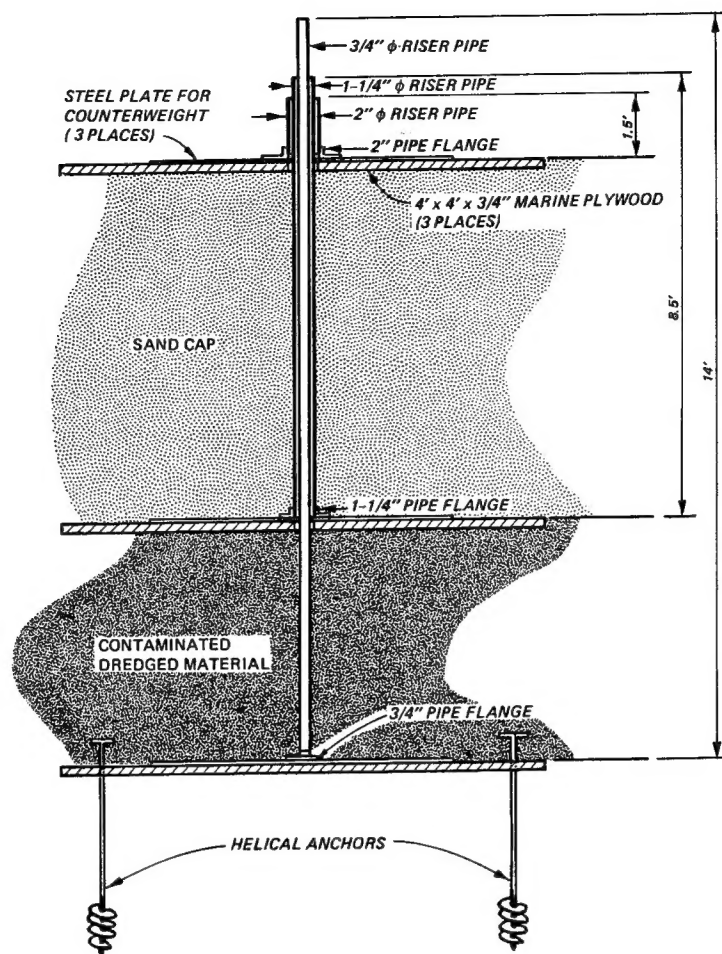 3/4" ϕ RISER PIPE
1-1/4" ϕ RISER PIPE
STEEL PLATE FOR
COUNTERWEIGHT
(3 PLACES)
2" ϕ RISER PIPE
1.5'
2" PIPE FLANGE
4' x 4' x 3/4" MARINE PLYWOOD
(3 PLACES)
8.5'
14'
SAND CAP
1-1/4" PIPE FLANGE
CONTAMINATED
DREDGED MATERIAL
3/4" PIPE FLANGE
HELICAL ANCHORS